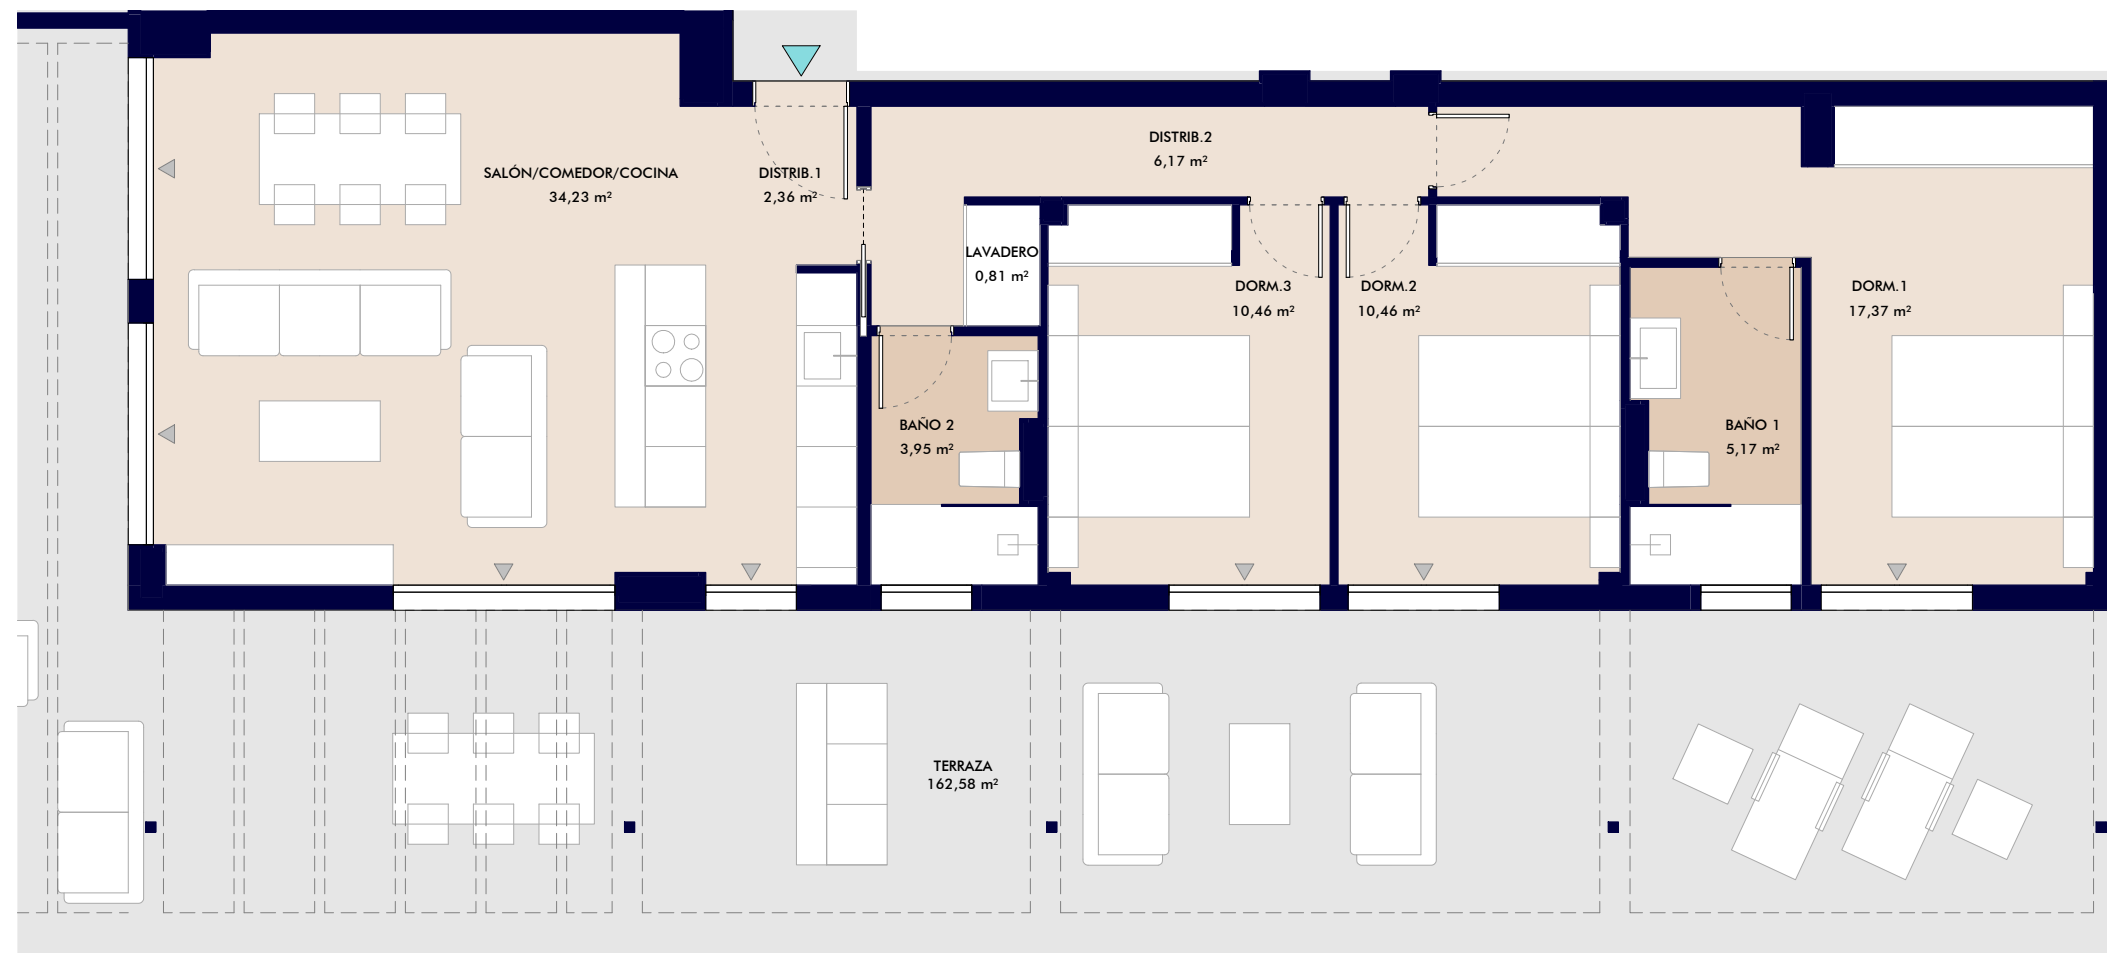 DISTRIB.2
6,17 m²
SALÓN/COMEDOR/COCINA
34,23 m²
DISTRIB.1
2,36 m²
LAVADERO
0,81 m²
DORM.3
10,46 m²
DORM.2
10,46 m²
DORM.1
17,37 m²
BAÑO 2
3,95 m²
BAÑO 1
5,17 m²
TERRAZA
162,58 m²